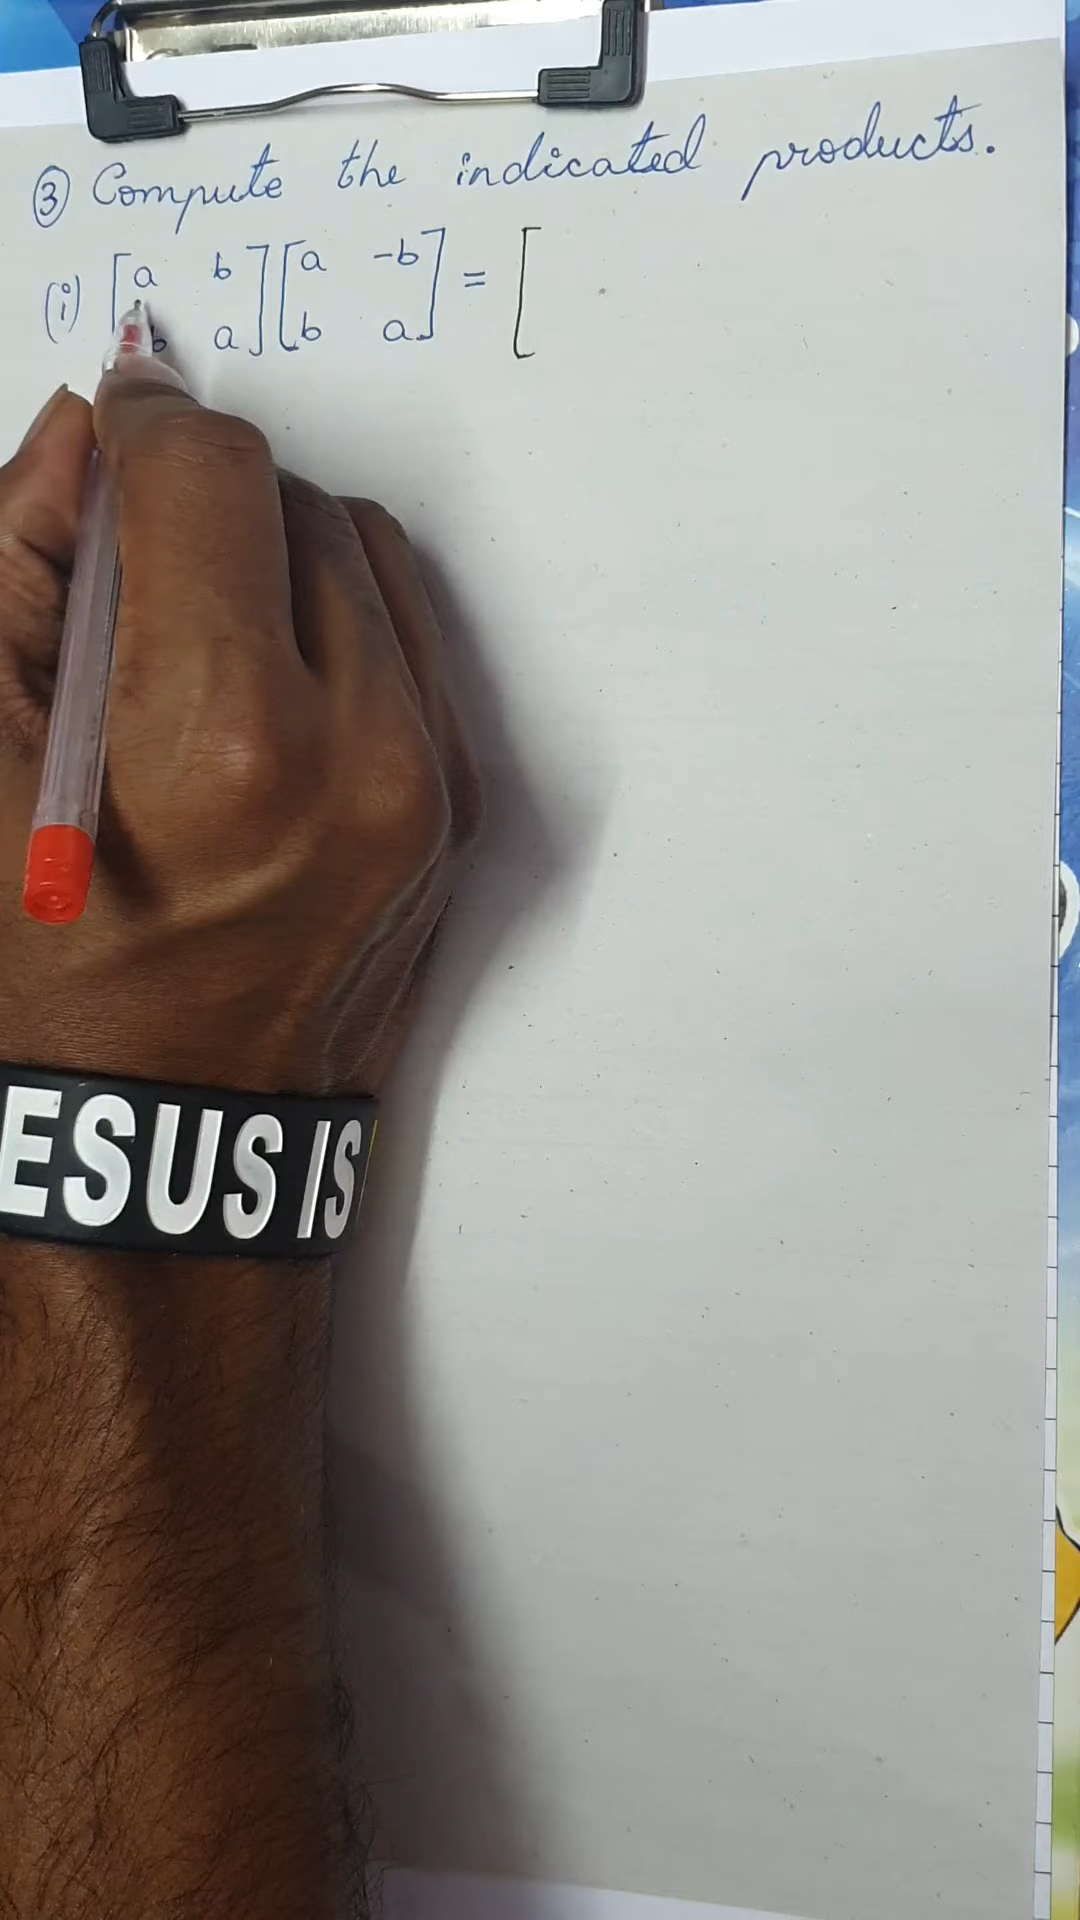 ③ Compute the indicated products.
(i) [a b] [a -b] = [
b a] [b a]
ESUS IS